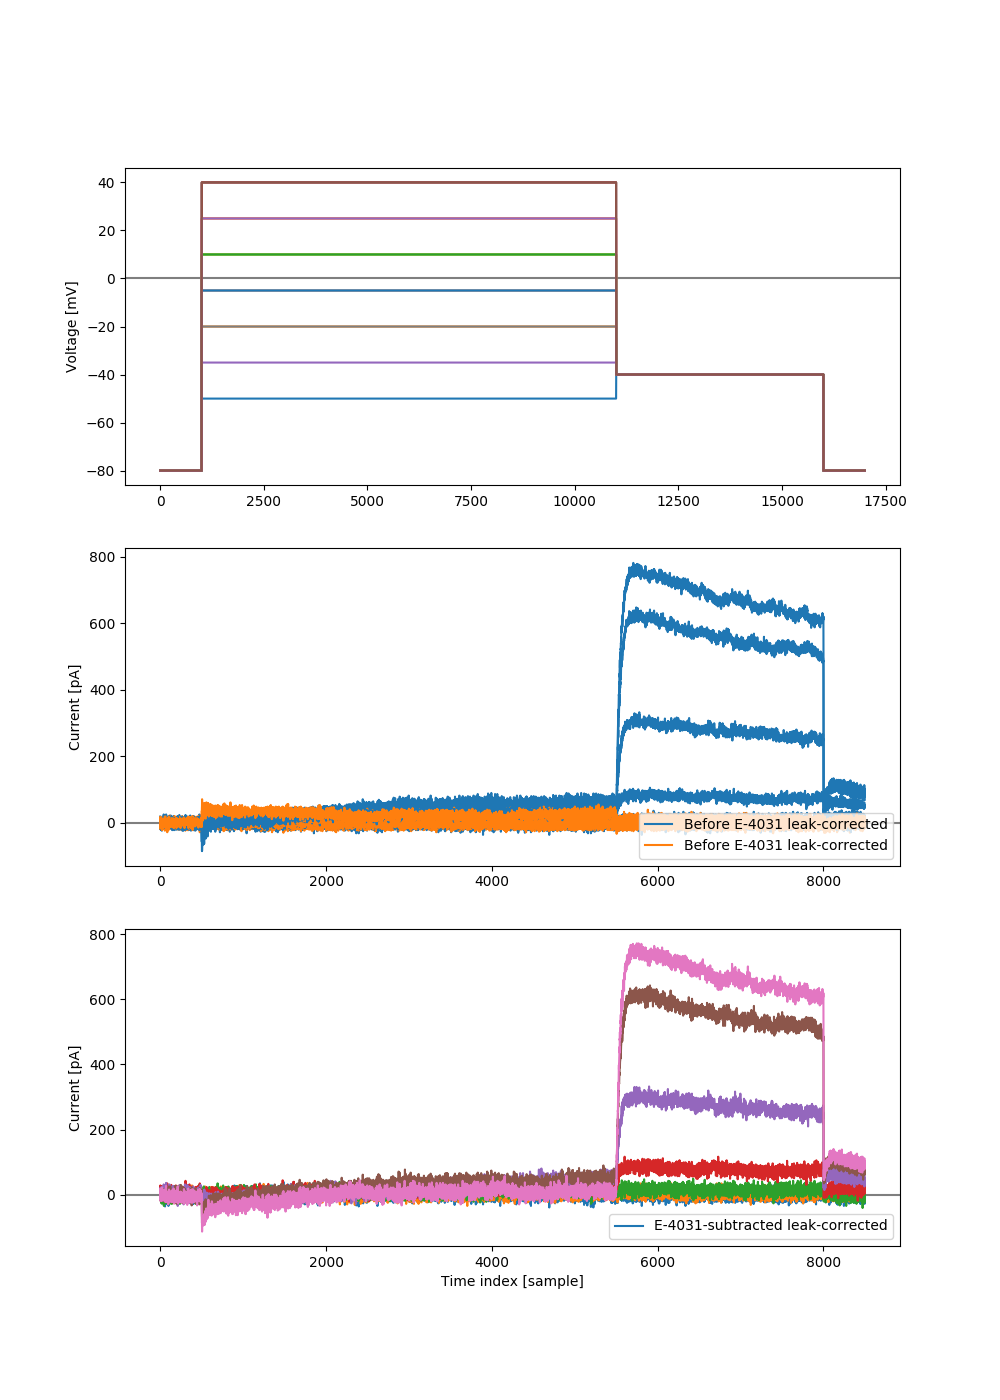 Voltage [mV]
40
20
0
−20
−40
−60
−80
0 2500 5000 7500 10000 12500 15000 17500
Current [pA]
800
600
400
200
0
Before E-4031 leak-corrected
Before E-4031 leak-corrected
0 2000 4000 6000 8000
Current [pA]
800
600
400
200
0
E-4031-subtracted leak-corrected
0 2000 4000 6000 8000
Time index [sample]